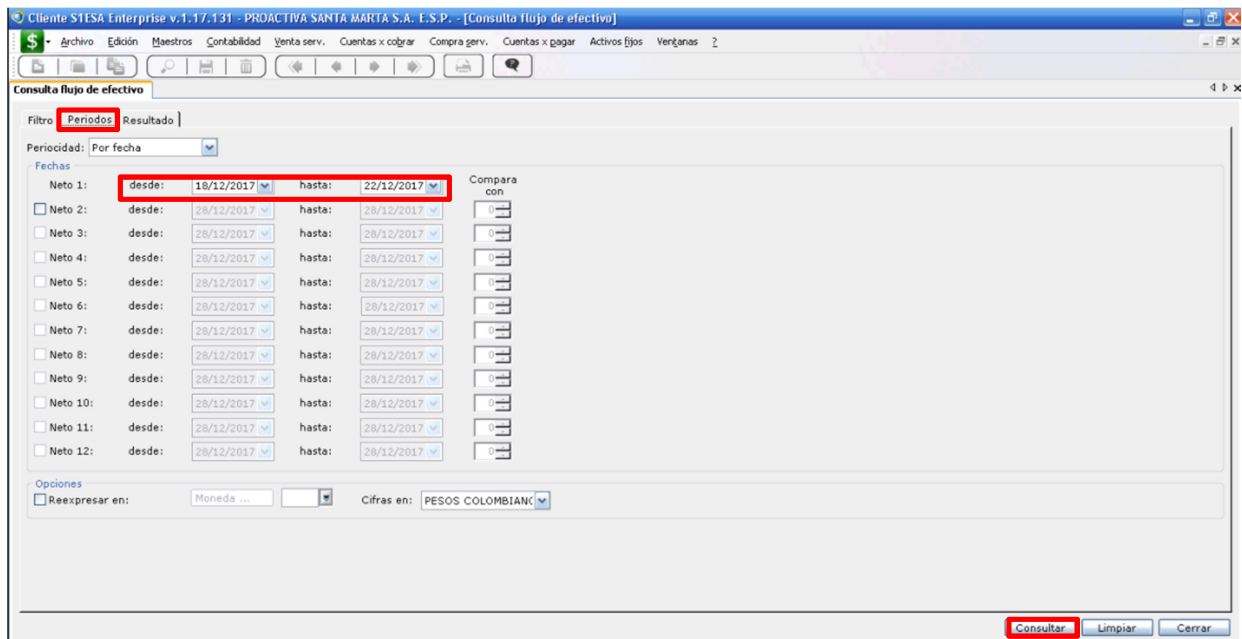 Cliente S1ESA Enterprise v.1.17.131 - PROACTIVA SANTA MARTA S.A. E.S.P. - [Consulta flujo de efectivo]
$ Archivo Edición Maestros Contabilidad Venta serv. Cuentas x cobrar Compra serv. Cuentas x pagar Activos fijos Ventanas ?
Consulta flujo de efectivo
Filtro Periodos Resultado
Periocidad: Por fecha
Fechas
Compara con
Neto 1: desde: 18/12/2017 hasta: 22/12/2017
Neto 2: desde: 28/12/2017 hasta: 28/12/2017 0
Neto 3: desde: 28/12/2017 hasta: 28/12/2017 0
Neto 4: desde: 28/12/2017 hasta: 28/12/2017 0
Neto 5: desde: 28/12/2017 hasta: 28/12/2017 0
Neto 6: desde: 28/12/2017 hasta: 28/12/2017 0
Neto 7: desde: 28/12/2017 hasta: 28/12/2017 0
Neto 8: desde: 28/12/2017 hasta: 28/12/2017 0
Neto 9: desde: 28/12/2017 hasta: 28/12/2017 0
Neto 10: desde: 28/12/2017 hasta: 28/12/2017 0
Neto 11: desde: 28/12/2017 hasta: 28/12/2017 0
Neto 12: desde: 28/12/2017 hasta: 28/12/2017 0
Opciones
Reexpresar en: Moneda ... Cifras en: PESOS COLOMBIANC
Consultar Limpiar Cerrar